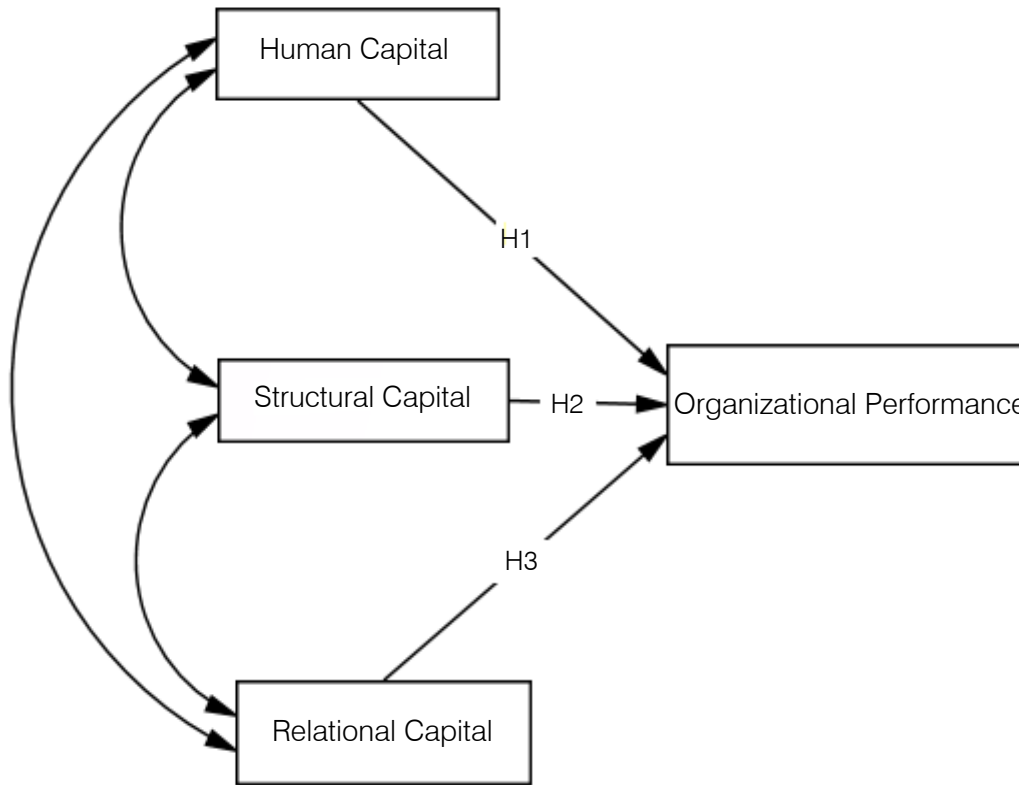 Human Capital
H1
Structural Capital
H2
Organizational Performance
H3
Relational Capital